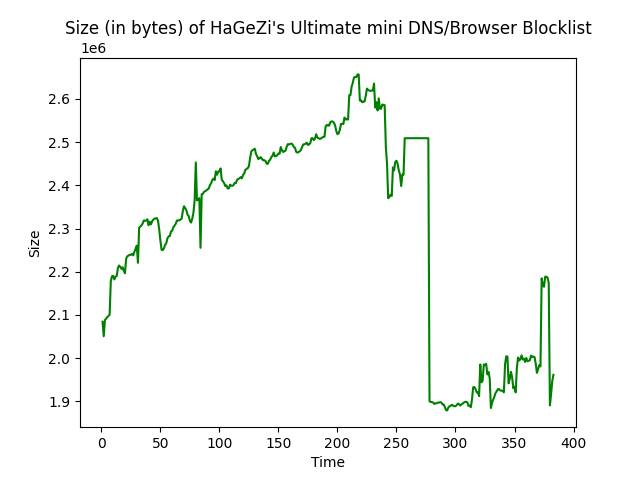 Size (in bytes) of HaGeZi's Ultimate mini DNS/Browser Blocklist
1e6
2.6
2.5
2.4
2.3
2.2
2.1
2.0
1.9
Size
0 50 100 150 200 250 300 350 400
Time